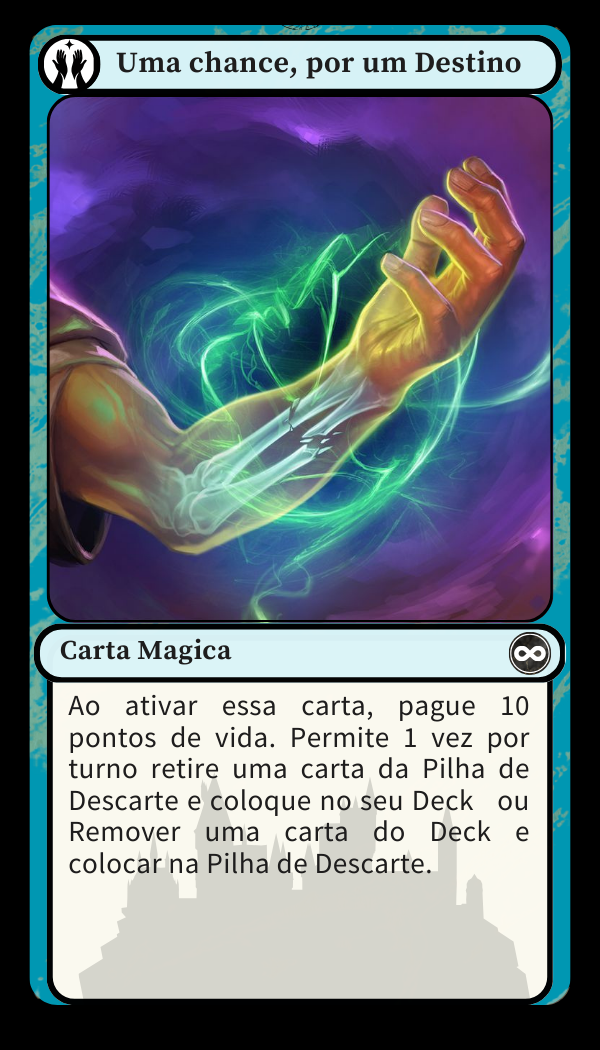 Uma chance, por um Destino
Carta Magica
Ao ativar essa carta, pague 10
pontos de vida. Permite 1 vez por
turno retire uma carta da Pilha de
Descarte e coloque no seu Deck ou
Remover uma carta do Deck e
colocar na Pilha de Descarte.